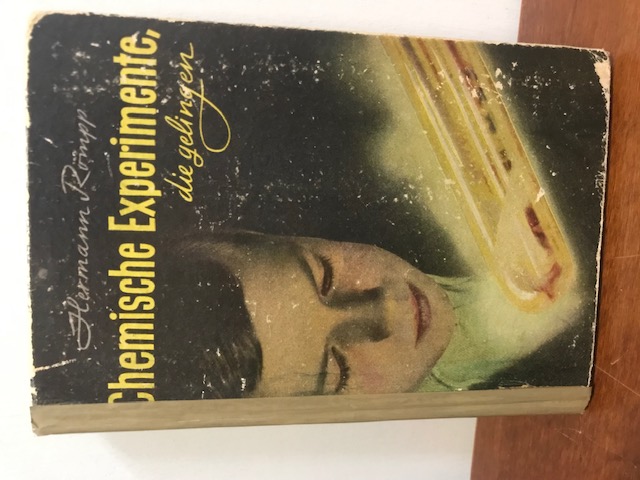 Hermann Römpp
Chemische Experimente,
die gelingen